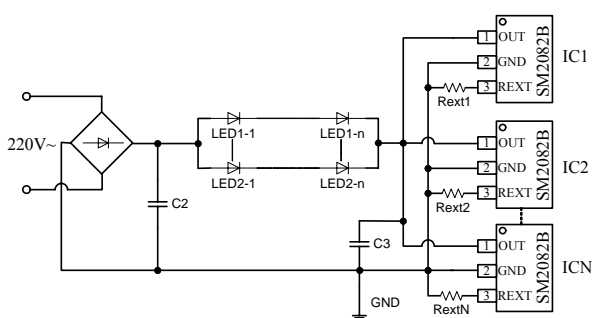 1 OUT
2 GND
3 REXT
SM2082B
IC1
Rext1
220V~
LED1-1
LED1-n
LED2-1
LED2-n
1 OUT
2 GND
3 REXT
SM2082B
IC2
Rext2
C2
C3
1 OUT
2 GND
3 REXT
SM2082B
ICN
RextN
GND